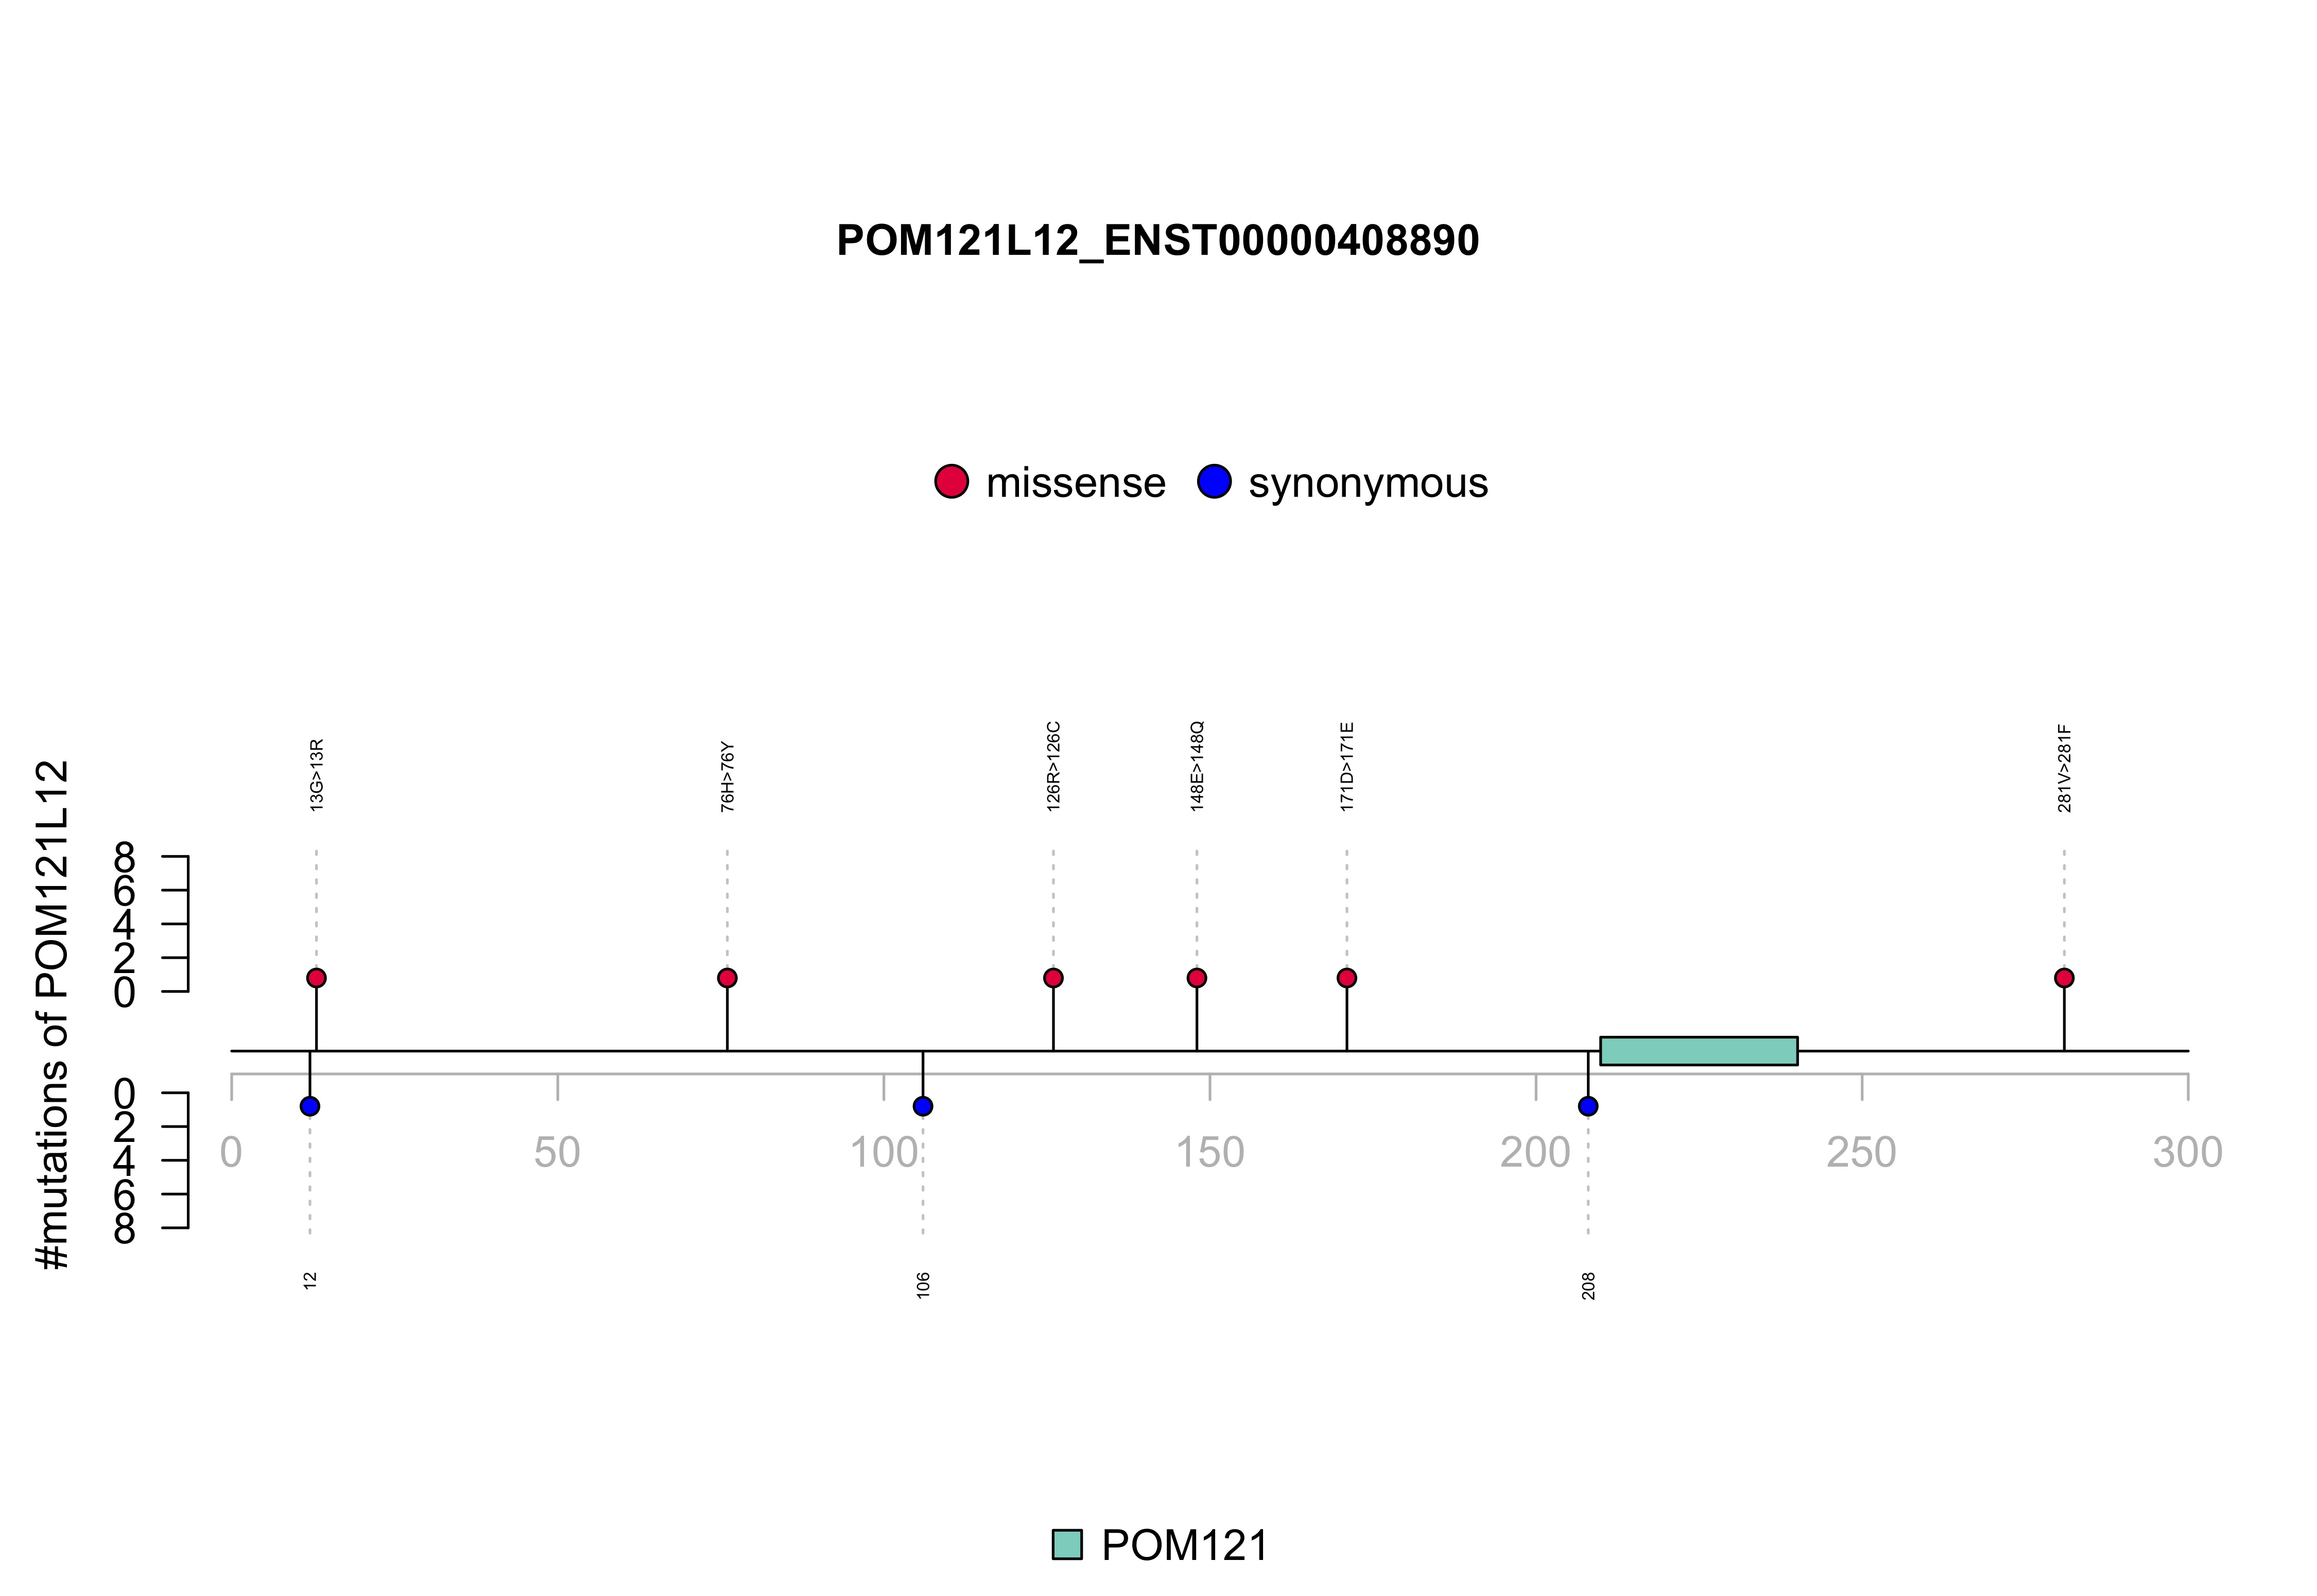 POM121L12_ENST00000408890
missense synonymous
13G>13R
76H>76Y
126R>126C
148E>148Q
171D>171E
281V>281F
#mutations of POM121L12
8
6
4
2
0
0
2
4
6
8
0 50 100 150 200 250 300
12
106
208
POM121